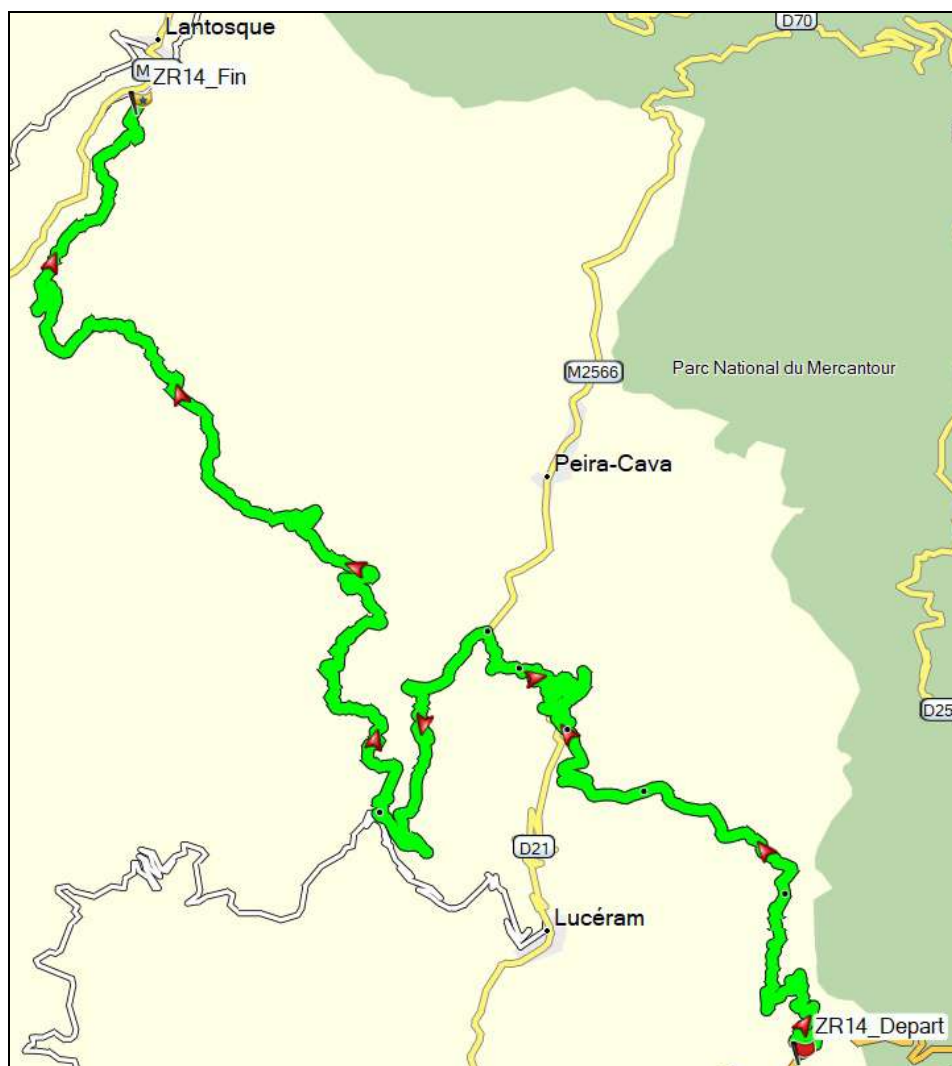 D70
Lantosque
M
ZR14_Fin
M2566
Parc National du Mercantour
Peira-Cava
D25
D21
Lucéram
ZR14_Depart